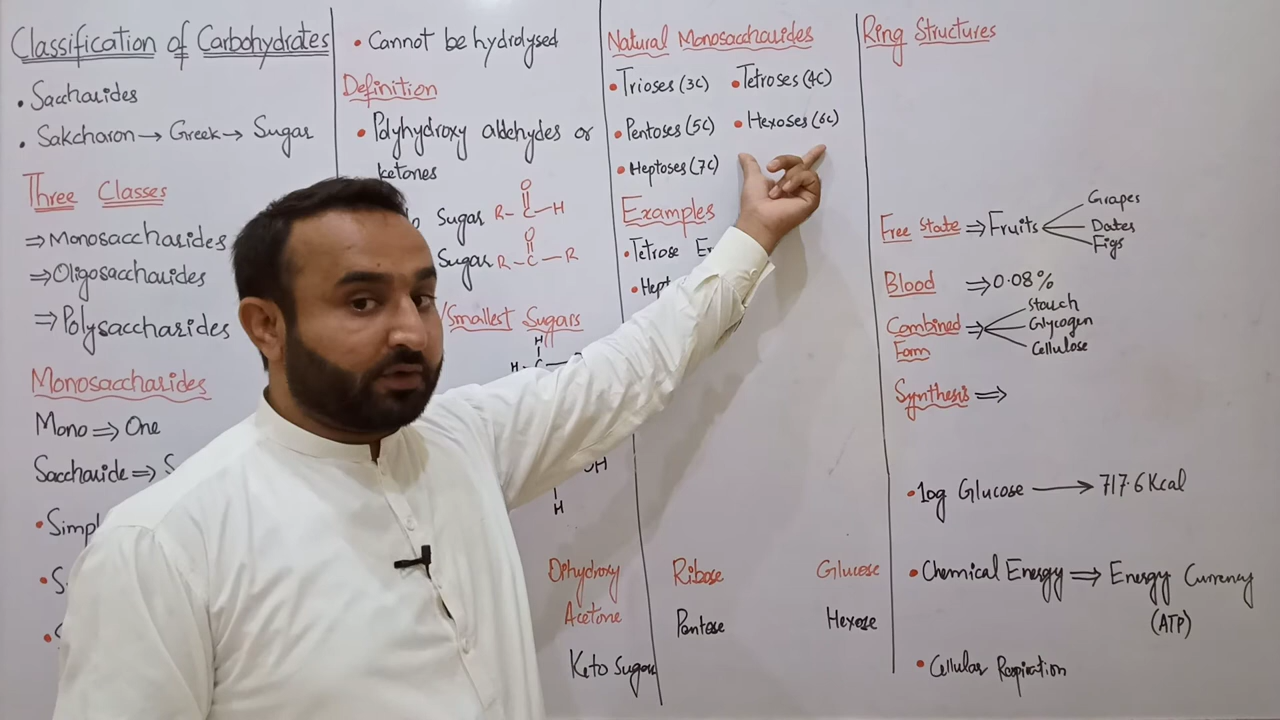 Classification of Carbohydrates
• Saccharides
• Sakcharon → Greek → Sugar
Three Classes
⇒ Monosaccharides
⇒ Oligosaccharides
⇒ Polysaccharides
Monosaccharides
Mono ⇒ One
Saccharide ⇒ S
• Simpl
• S
• Cannot be hydrolysed
Definition
• Polyhydroxy aldehydes or
ketones
Sugar R-C-H
O
Sugar R-C-R
O
/Smallest Sugars
H
H-C
OH
H
Dihydroxy
Acetone
Keto Sugar
Natural Monosaccharides
• Trioses (3C) • Tetroses (4C)
• Pentoses (5C) • Hexoses (6C)
• Heptoses (7C)
Examples
• Tetrose Er
• Hept
Ribose Glucose
Pentose Hexose
Ring Structures
Free State ⇒ Fruits
Grapes
Dates
Figs
Blood ⇒ 0.08%
Combined Form ⇒
Starch
Glycogen
Cellulose
Synthesis ⇒
• 10g Glucose → 717.6 Kcal
• Chemical Energy ⇒ Energy Currency
(ATP)
• Cellular Respiration